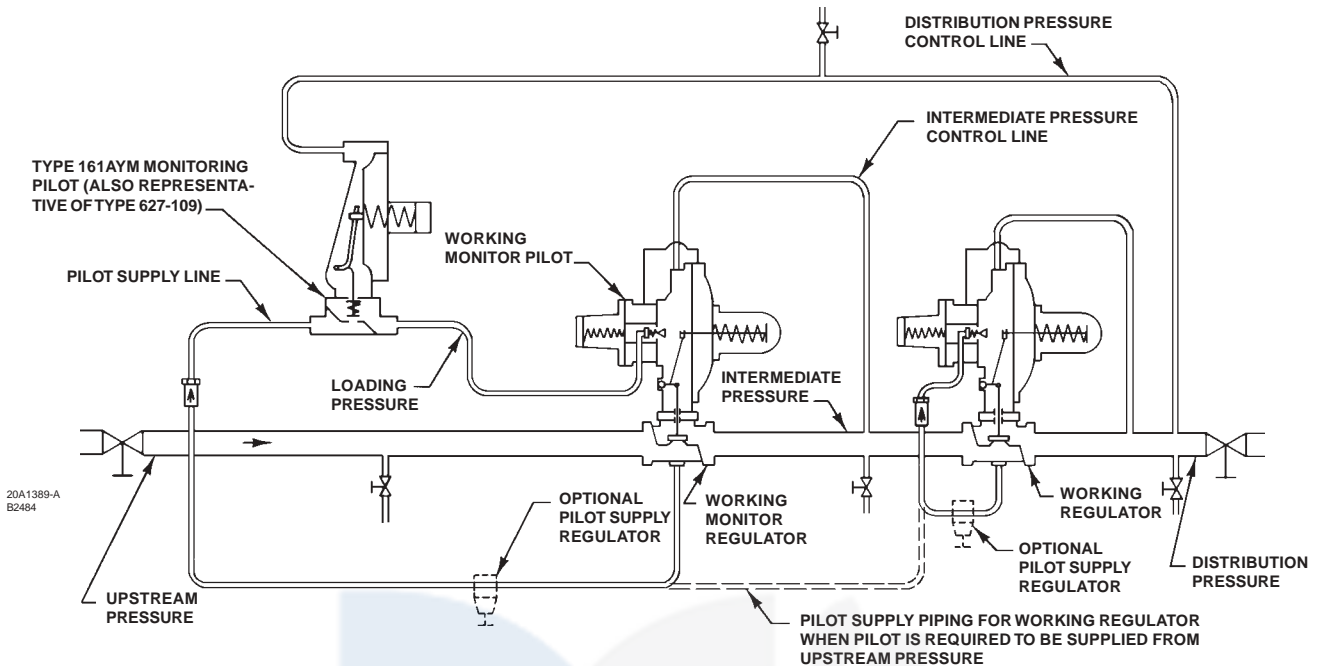 DISTRIBUTION PRESSURE
CONTROL LINE
INTERMEDIATE PRESSURE
CONTROL LINE
TYPE 161AYM MONITORING
PILOT (ALSO REPRESENTA-
TIVE OF TYPE 627-109)
WORKING
MONITOR PILOT
PILOT SUPPLY LINE
LOADING
PRESSURE
INTERMEDIATE
PRESSURE
20A1389-A
B2484
OPTIONAL
PILOT SUPPLY
REGULATOR
WORKING
MONITOR
REGULATOR
WORKING
REGULATOR
OPTIONAL
PILOT SUPPLY
REGULATOR
DISTRIBUTION
PRESSURE
UPSTREAM
PRESSURE
PILOT SUPPLY PIPING FOR WORKING REGULATOR
WHEN PILOT IS REQUIRED TO BE SUPPLIED FROM
UPSTREAM PRESSURE